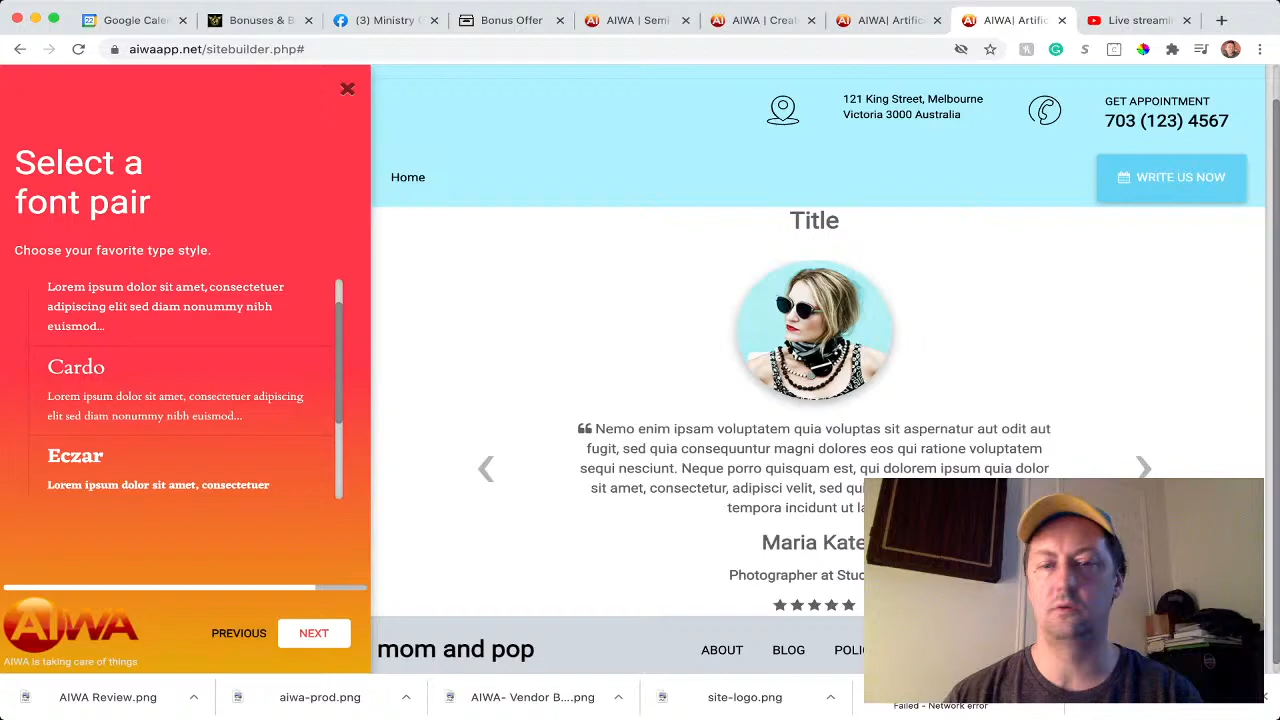 Google Cale
Bonuses & B
(3) Ministry
Bonus Offer
AIWA | Semi
AIWA | Crea
AIWA| Artific
AIWA| Artific
Live streami
aiwaapp.net/sitebuilder.php#
Select a
font pair
Choose your favorite type style.
Lorem ipsum dolor sit amet, consectetuer
adipiscing elit sed diam nonummy nibh
euismod...
Cardo
Lorem ipsum dolor sit amet, consectetuer adipiscing
elit sed diam nonummy nibh euismod...
Eczar
Lorem ipsum dolor sit amet, consectetuer
PREVIOUS
NEXT
AIWA
AIWA is taking care of things
121 King Street, Melbourne
Victoria 3000 Australia
GET APPOINTMENT
703 (123) 4567
Home
WRITE US NOW
Title
Nemo enim ipsam voluptatem quia voluptas sit aspernatur aut odit aut
fugit, sed quia consequuntur magni dolores eos qui ratione voluptatem
sequi nesciunt. Neque porro quisquam est, qui dolorem ipsum quia dolor
sit amet, consectetur, adipisci velit, sed qu
tempora incidunt ut la
Maria Kate
Photographer at Stud
mom and pop
ABOUT
BLOG
POLI
AIWA Review.png
aiwa-prod.png
AIWA- Vendor B....png
site-logo.png
Failed - Network error